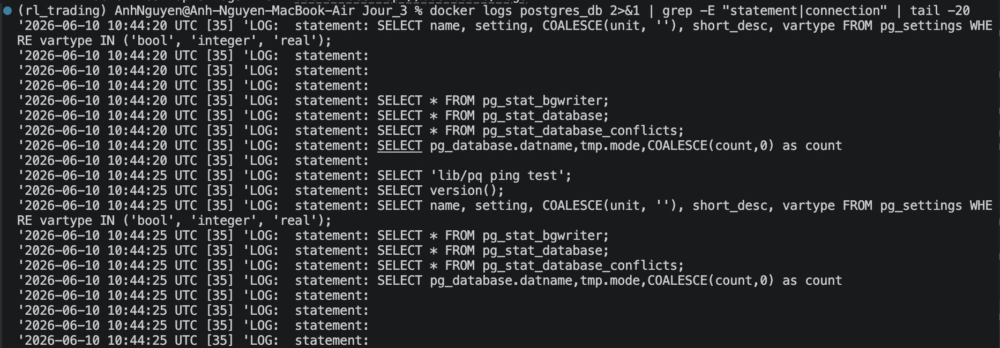 (rl_trading) AnhNguyen@Anh-Nguyen-MacBook-Air Jour_3 % docker logs postgres_db 2>&1 | grep -E "statement|connection" | tail -20
'2026-06-10 10:44:20 UTC [35] 'LOG:  statement: SELECT name, setting, COALESCE(unit, ''), short_desc, vartype FROM pg_settings WHE
RE vartype IN ('bool', 'integer', 'real');
'2026-06-10 10:44:20 UTC [35] 'LOG:  statement:
'2026-06-10 10:44:20 UTC [35] 'LOG:  statement:
'2026-06-10 10:44:20 UTC [35] 'LOG:  statement:
'2026-06-10 10:44:20 UTC [35] 'LOG:  statement: SELECT * FROM pg_stat_bgwriter;
'2026-06-10 10:44:20 UTC [35] 'LOG:  statement: SELECT * FROM pg_stat_database;
'2026-06-10 10:44:20 UTC [35] 'LOG:  statement: SELECT * FROM pg_stat_database_conflicts;
'2026-06-10 10:44:20 UTC [35] 'LOG:  statement: SELECT pg_database.datname,tmp.mode,COALESCE(count,0) as count
'2026-06-10 10:44:20 UTC [35] 'LOG:  statement:
'2026-06-10 10:44:25 UTC [35] 'LOG:  statement: SELECT 'lib/pq ping test';
'2026-06-10 10:44:25 UTC [35] 'LOG:  statement: SELECT version();
'2026-06-10 10:44:25 UTC [35] 'LOG:  statement: SELECT name, setting, COALESCE(unit, ''), short_desc, vartype FROM pg_settings WHE
RE vartype IN ('bool', 'integer', 'real');
'2026-06-10 10:44:25 UTC [35] 'LOG:  statement: SELECT * FROM pg_stat_bgwriter;
'2026-06-10 10:44:25 UTC [35] 'LOG:  statement: SELECT * FROM pg_stat_database;
'2026-06-10 10:44:25 UTC [35] 'LOG:  statement: SELECT * FROM pg_stat_database_conflicts;
'2026-06-10 10:44:25 UTC [35] 'LOG:  statement: SELECT pg_database.datname,tmp.mode,COALESCE(count,0) as count
'2026-06-10 10:44:25 UTC [35] 'LOG:  statement:
'2026-06-10 10:44:25 UTC [35] 'LOG:  statement:
'2026-06-10 10:44:25 UTC [35] 'LOG:  statement:
'2026-06-10 10:44:25 UTC [35] 'LOG:  statement: